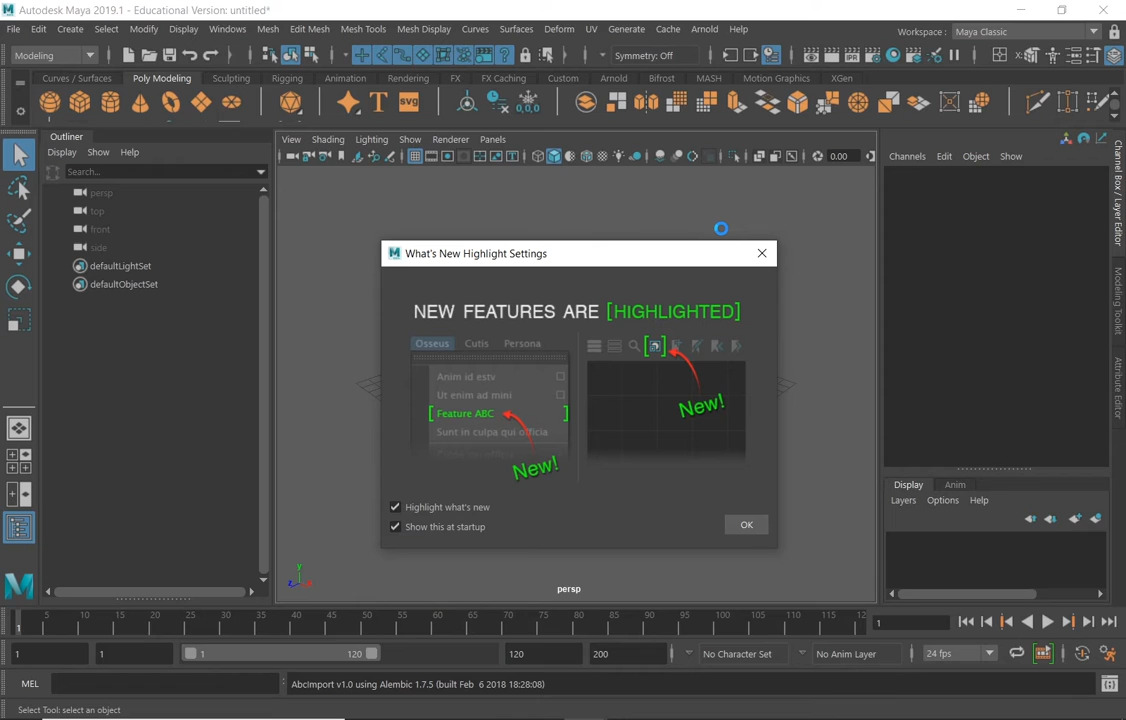 Autodesk Maya 2019.1 - Educational Version: untitled*
File Edit Create Select Modify Display Windows Mesh Edit Mesh Mesh Tools Mesh Display Curves Surfaces Deform UV Generate Cache Arnold Help Workspace : Maya Classic
Modeling Symmetry: Off
Curves / Surfaces Poly Modeling Sculpting Rigging Animation Rendering FX FX Caching Custom Arnold Bifrost MASH Motion Graphics XGen
T SVG 0,0,0
Outliner
Display Show Help
Search...
persp
top
front
side
defaultLightSet
defaultObjectSet
View Shading Lighting Show Renderer Panels
0.00
What's New Highlight Settings
NEW FEATURES ARE [HIGHLIGHTED]
Osseus Cutis Persona
Anim id estv
Ut enim ad mini
[ Feature ABC ]
Sunt in culpa qui officia
New!
New!
Highlight what's new
Show this at startup
OK
y
z
persp
Channels Edit Object Show
Channel Box / Layer Editor
Modeling Toolkit
Attribute Editor
Display Anim
Layers Options Help
1 5 10 15 20 25 30 35 40 45 50 55 60 65 70 75 80 85 90 95 100 105 110 115 12
1
1 1 1 120 120 200 No Character Set No Anim Layer 24 fps
MEL AbcImport v1.0 using Alembic 1.7.5 (built Feb 6 2018 18:28:08)
Select Tool: select an object